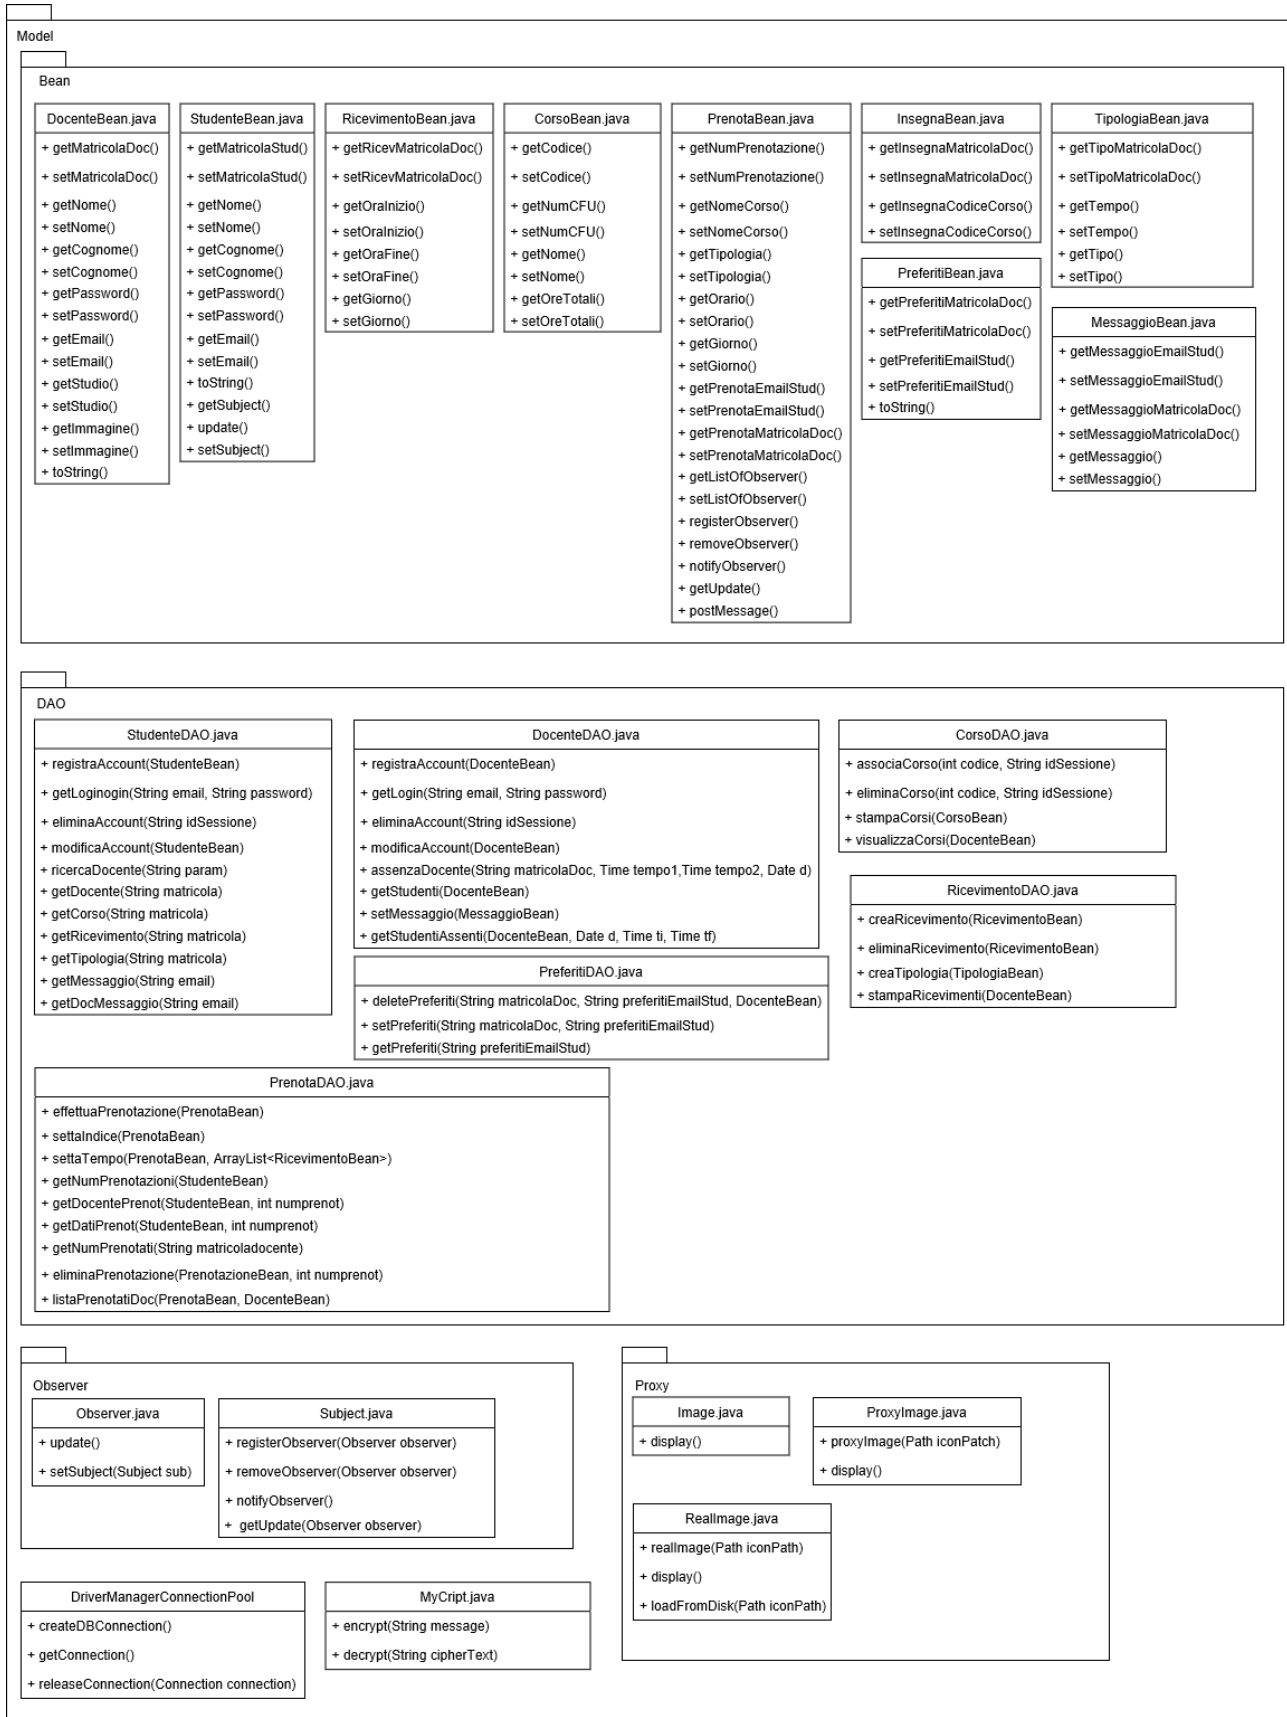 Model
Bean
DocenteBean.java
+ getMatricolaDoc()
+ setMatricolaDoc()
+ getNome()
+ setNome()
+ getCognome()
+ setCognome()
+ getPassword()
+ setPassword()
+ getEmail()
+ setEmail()
+ getStudio()
+ setStudio()
+ getImmagine()
+ setImmagine()
+ toString()
StudenteBean.java
+ getMatricolaStud()
+ setMatricolaStud()
+ getNome()
+ setNome()
+ getCognome()
+ setCognome()
+ getPassword()
+ setPassword()
+ getEmail()
+ setEmail()
+ toString()
+ getSubject()
+ update()
+ setSubject()
RicevimentoBean.java
+ getRicevMatricolaDoc()
+ setRicevMatricolaDoc()
+ getOraInizio()
+ setOraInizio()
+ getOraFine()
+ setOraFine()
+ getGiorno()
+ setGiorno()
CorsoBean.java
+ getCodice()
+ setCodice()
+ getNumCFU()
+ setNumCFU()
+ getNome()
+ setNome()
+ getOreTotali()
+ setOreTotali()
PrenotaBean.java
+ getNumPrenotazione()
+ setNumPrenotazione()
+ getNomeCorso()
+ setNomeCorso()
+ getTipologia()
+ setTipologia()
+ getOrario()
+ setOrario()
+ getGiorno()
+ setGiorno()
+ getPrenotaEmailStud()
+ setPrenotaEmailStud()
+ getPrenotaMatricolaDoc()
+ setPrenotaMatricolaDoc()
+ getListOfObserver()
+ setListOfObserver()
+ registerObserver()
+ removeObserver()
+ notifyObserver()
+ getUpdate()
+ postMessage()
InsegnaBean.java
+ getInsegnaMatricolaDoc()
+ setInsegnaMatricolaDoc()
+ getInsegnaCodiceCorso()
+ setInsegnaCodiceCorso()
PreferitiBean.java
+ getPreferitiMatricolaDoc()
+ setPreferitiMatricolaDoc()
+ getPreferitiEmailStud()
+ setPreferitiEmailStud()
+ toString()
TipologiaBean.java
+ getTipoMatricolaDoc()
+ setTipoMatricolaDoc()
+ getTempo()
+ setTempo()
+ getTipo()
+ setTipo()
MessaggioBean.java
+ getMessaggioEmailStud()
+ setMessaggioEmailStud()
+ getMessaggioMatricolaDoc()
+ setMessaggioMatricolaDoc()
+ getMessaggio()
+ setMessaggio()
DAO
StudenteDAO.java
+ registraAccount(StudenteBean)
+ getLoginogin(String email, String password)
+ eliminaAccount(String idSessione)
+ modificaAccount(StudenteBean)
+ ricercaDocente(String param)
+ getDocente(String matricola)
+ getCorso(String matricola)
+ getRicevimento(String matricola)
+ getTipologia(String matricola)
+ getMessaggio(String email)
+ getDocMessaggio(String email)
DocenteDAO.java
+ registraAccount(DocenteBean)
+ getLogin(String email, String password)
+ eliminaAccount(String idSessione)
+ modificaAccount(DocenteBean)
+ assenzaDocente(String matricolaDoc, Time tempo1,Time tempo2, Date d)
+ getStudenti(DocenteBean)
+ setMessaggio(MessaggioBean)
+ getStudentiAssenti(DocenteBean, Date d, Time ti, Time tf)
PreferitiDAO.java
+ deletePreferiti(String matricolaDoc, String preferitiEmailStud, DocenteBean)
+ setPreferiti(String matricolaDoc, String preferitiEmailStud)
+ getPreferiti(String preferitiEmailStud)
CorsoDAO.java
+ associaCorso(int codice, String idSessione)
+ eliminaCorso(int codice, String idSessione)
+ stampaCorsi(CorsoBean)
+ visualizzaCorsi(DocenteBean)
RicevimentoDAO.java
+ creaRicevimento(RicevimentoBean)
+ eliminaRicevimento(RicevimentoBean)
+ creaTipologia(TipologiaBean)
+ stampaRicevimenti(DocenteBean)
PrenotaDAO.java
+ effettuaPrenotazione(PrenotaBean)
+ settaIndice(PrenotaBean)
+ settaTempo(PrenotaBean, ArrayList<RicevimentoBean>)
+ getNumPrenotazioni(StudenteBean)
+ getDocentePrenot(StudenteBean, int numprenot)
+ getDatiPrenot(StudenteBean, int numprenot)
+ getNumPrenotati(String matricoladocente)
+ eliminaPrenotazione(PrenotazioneBean, int numprenot)
+ listaPrenotatiDoc(PrenotaBean, DocenteBean)
Observer
Observer.java
+ update()
+ setSubject(Subject sub)
Subject.java
+ registerObserver(Observer observer)
+ removeObserver(Observer observer)
+ notifyObserver()
+ getUpdate(Observer observer)
Proxy
Image.java
+ display()
ProxyImage.java
+ proxyImage(Path iconPatch)
+ display()
RealImage.java
+ realImage(Path iconPath)
+ display()
+ loadFromDisk(Path iconPath)
DriverManagerConnectionPool
+ createDBConnection()
+ getConnection()
+ releaseConnection(Connection connection)
MyCript.java
+ encrypt(String message)
+ decrypt(String cipherText)